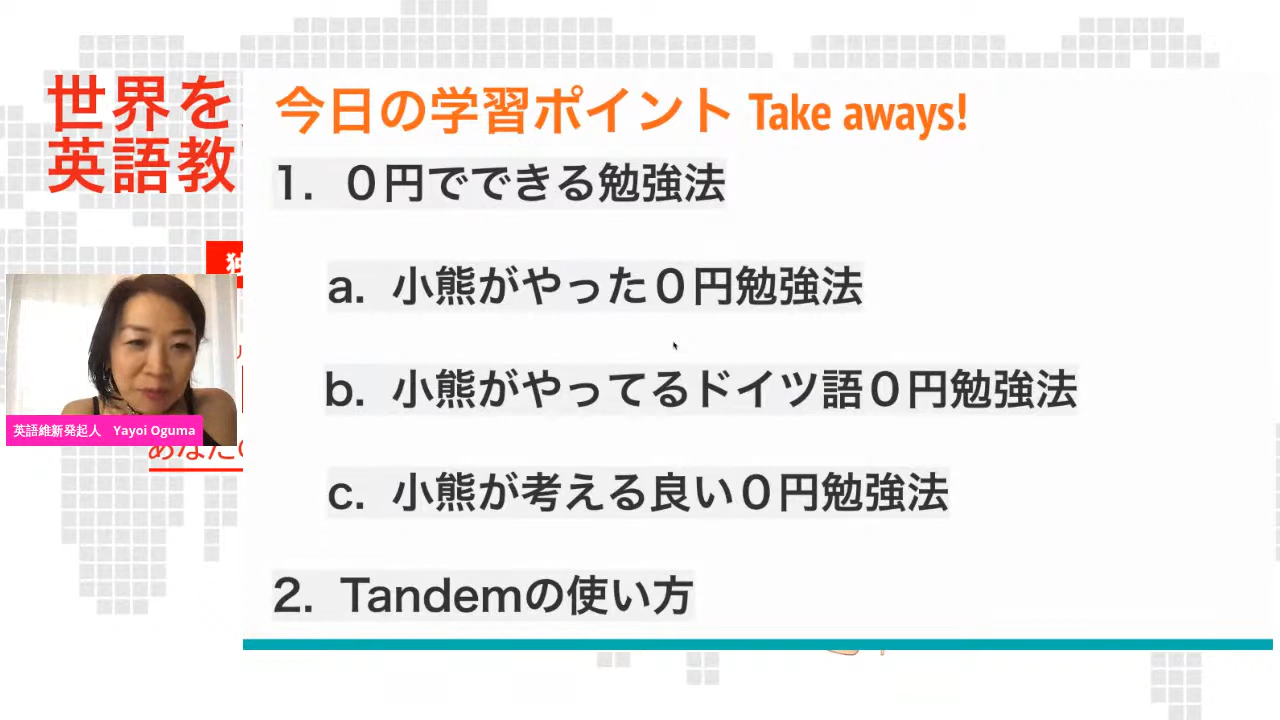 世界を
英語教
今日の学習ポイント Take aways!
1. ０円でできる勉強法
a. 小熊がやった０円勉強法
b. 小熊がやってるドイツ語０円勉強法
c. 小熊が考える良い０円勉強法
2. Tandemの使い方
英語維新発起人 Yayoi Oguma
あなた